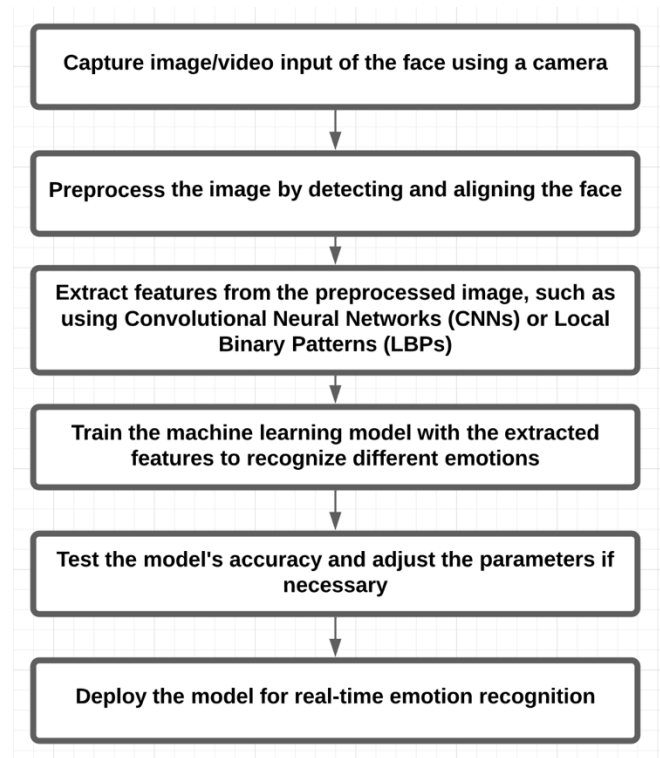 Capture image/video input of the face using a camera
Preprocess the image by detecting and aligning the face
Extract features from the preprocessed image, such as
using Convolutional Neural Networks (CNNs) or Local
Binary Patterns (LBPs)
Train the machine learning model with the extracted
features to recognize different emotions
Test the model's accuracy and adjust the parameters if
necessary
Deploy the model for real-time emotion recognition